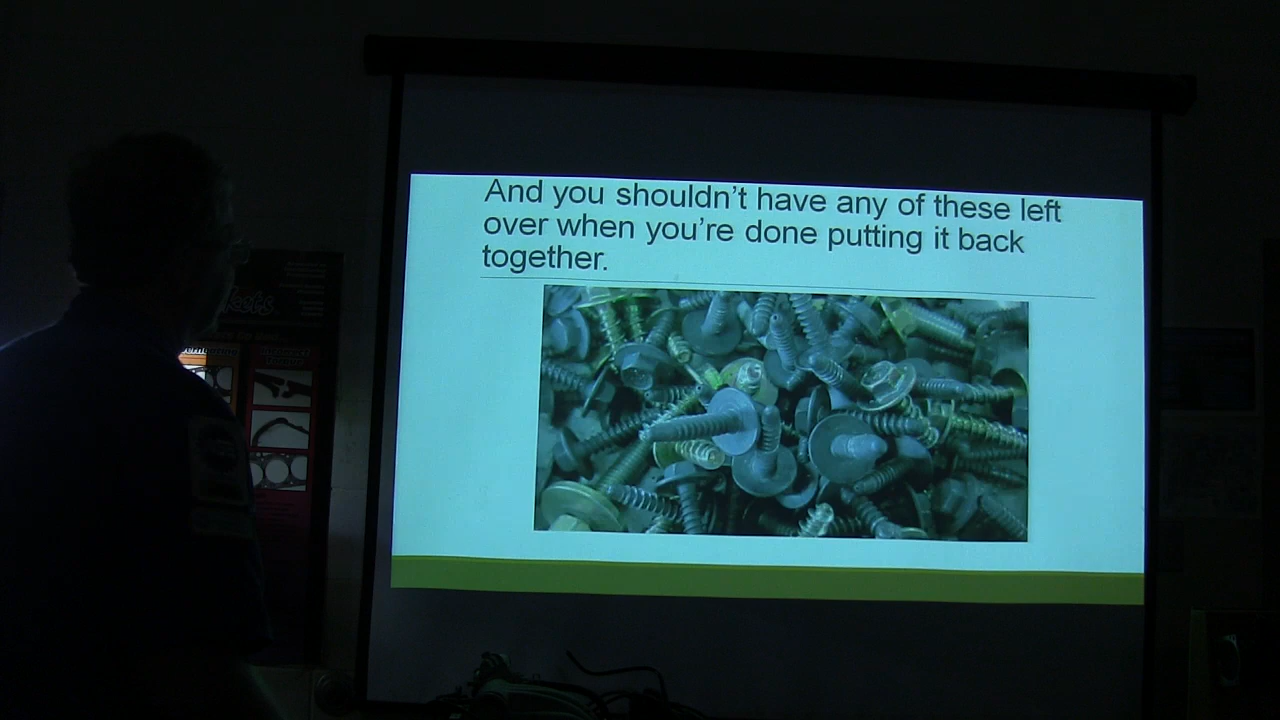 And you shouldn't have any of these left
over when you're done putting it back
together.